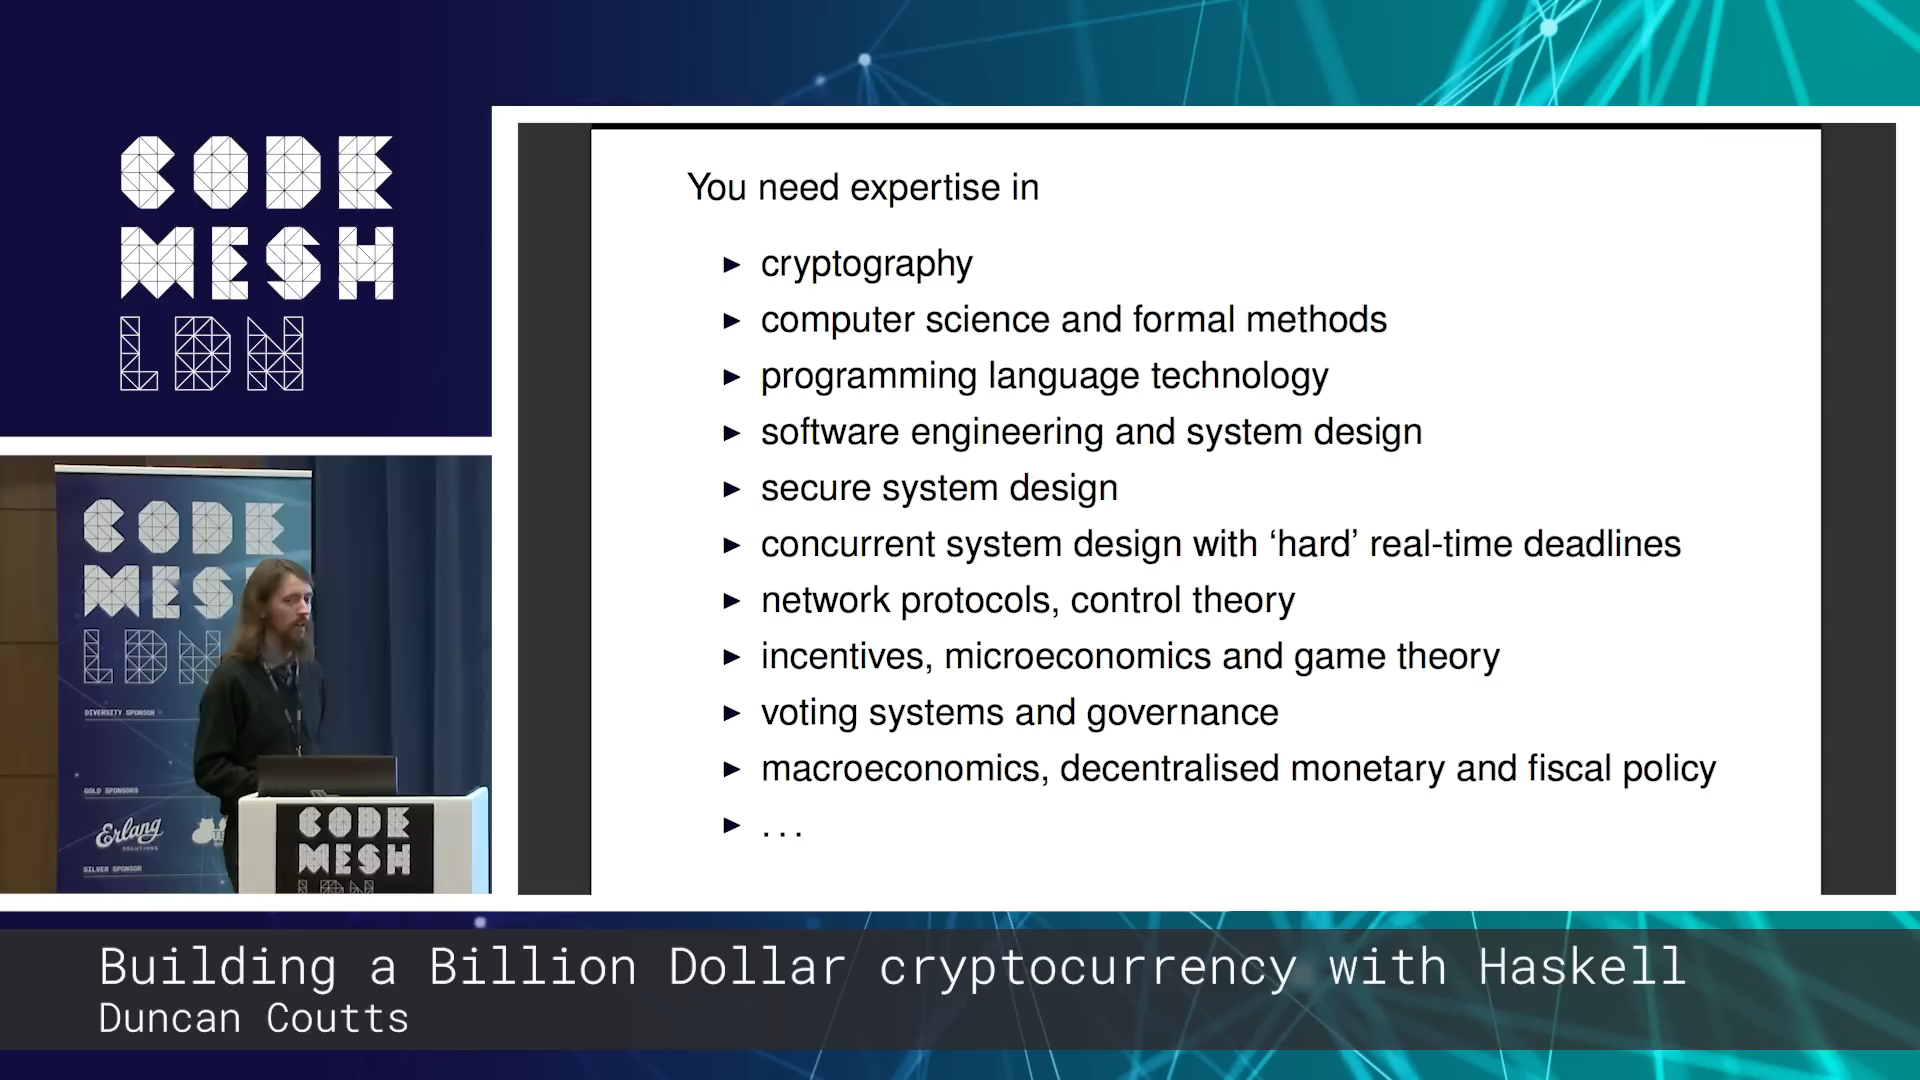 CODE
MESH
LDN
You need expertise in
► cryptography
► computer science and formal methods
► programming language technology
► software engineering and system design
► secure system design
► concurrent system design with ‘hard’ real-time deadlines
► network protocols, control theory
► incentives, microeconomics and game theory
► voting systems and governance
► macroeconomics, decentralised monetary and fiscal policy
► ...
CODE
MES
LDN
DIVERSITY SPONSOR
GOLD SPONSORS
Erlang
SOLUTIONS
SILVER SPONSOR
CODE
MESH
LDN
Building a Billion Dollar cryptocurrency with Haskell
Duncan Coutts